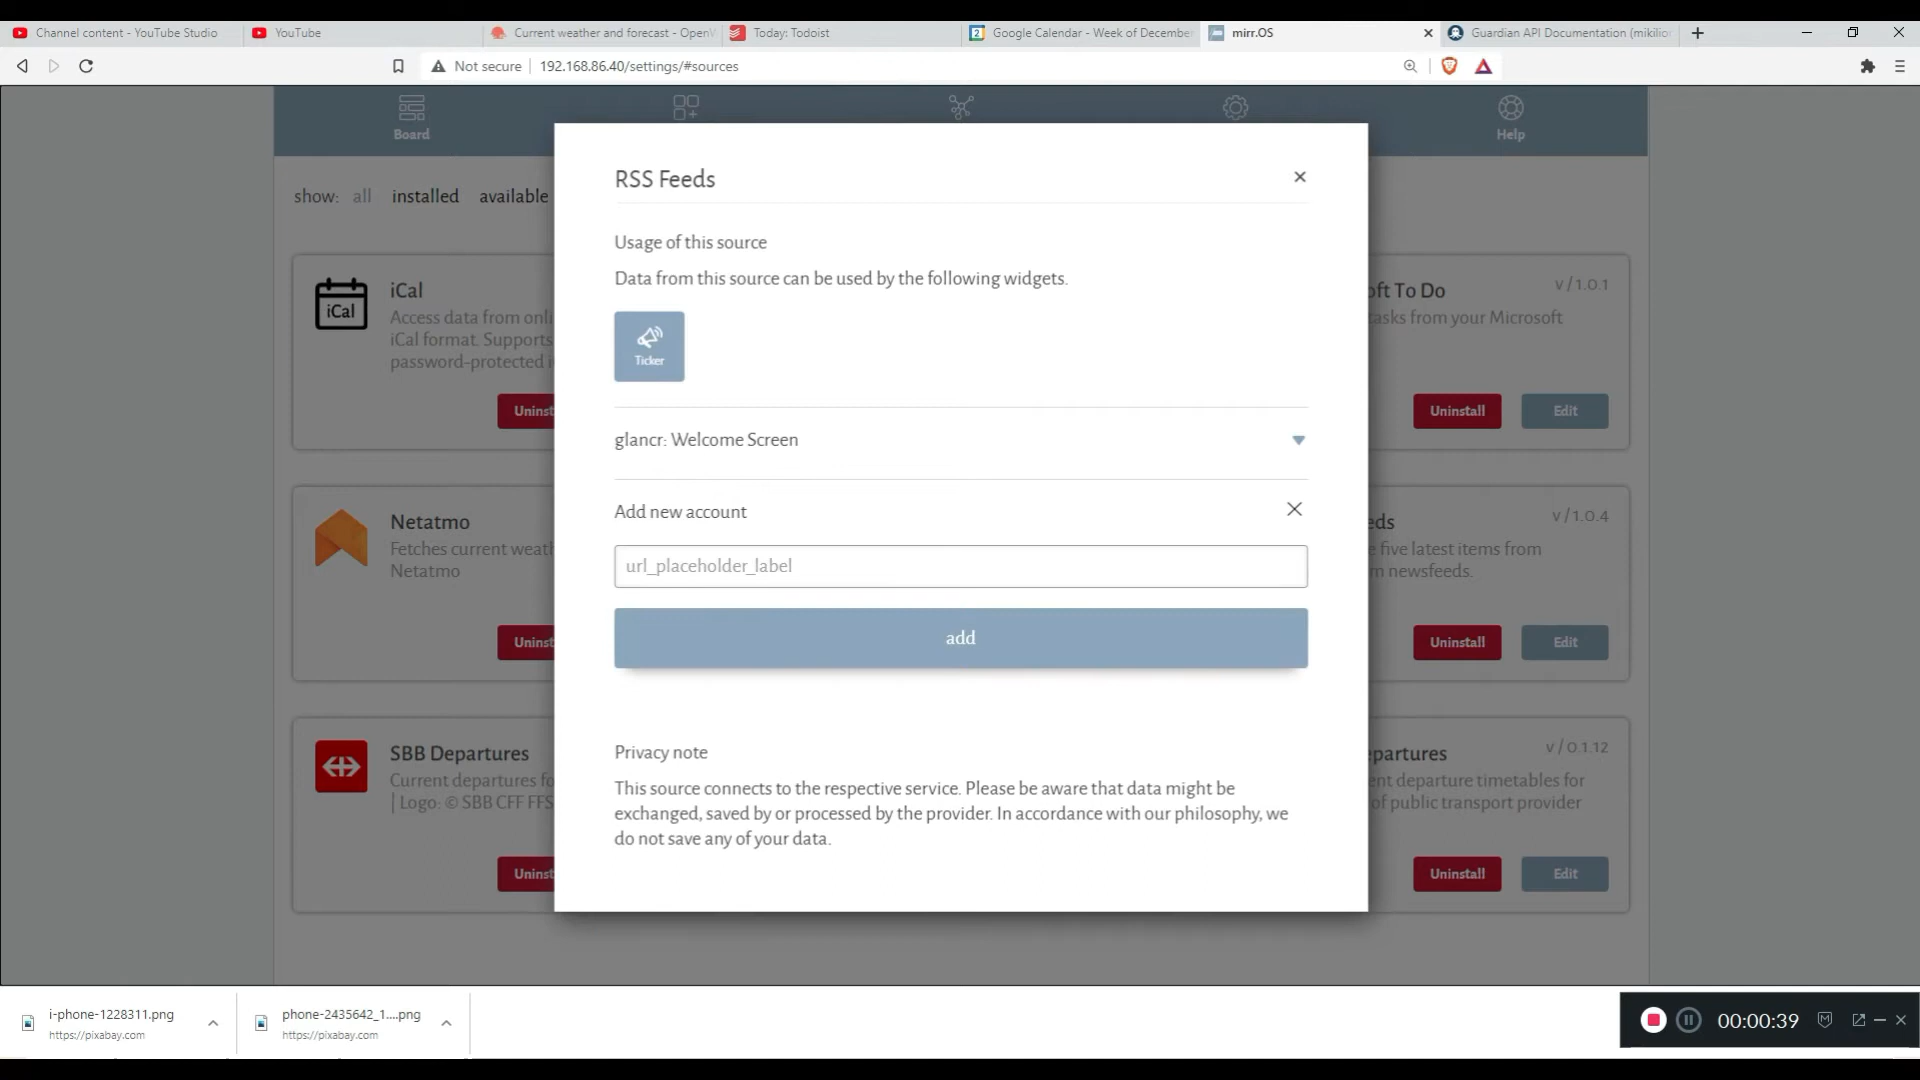 Channel content - YouTube Studio
YouTube
Current weather and forecast - Open
Today: Todoist
Google Calendar - Week of December
mirr.OS
Guardian API Documentation (mikilior
Not secure
192.168.86.40/settings/#sources
Board
Help
show: all installed available
RSS Feeds
Usage of this source
Data from this source can be used by the following widgets.
Ticker
glancr: Welcome Screen
Add new account
url_placeholder_label
add
Privacy note
This source connects to the respective service. Please be aware that data might be
exchanged, saved by or processed by the provider. In accordance with our philosophy, we
do not save any of your data.
iCal
iCal
Access data from onli
iCal format. Supports
password-protected i
Uninst
oft To Do
v / 1.0.1
tasks from your Microsoft
Uninstall
Edit
Netatmo
Fetches current weat
Netatmo
Uninst
eds
v / 1.0.4
e five latest items from
m newsfeeds.
Uninstall
Edit
SBB Departures
Current departures fo
| Logo: © SBB CFF FFS
Uninst
epartures
v / 0.1.12
ent departure timetables for
of public transport provider
Uninstall
Edit
i-phone-1228311.png
https://pixabay.com
phone-2435642_1....png
https://pixabay.com
00:00:39